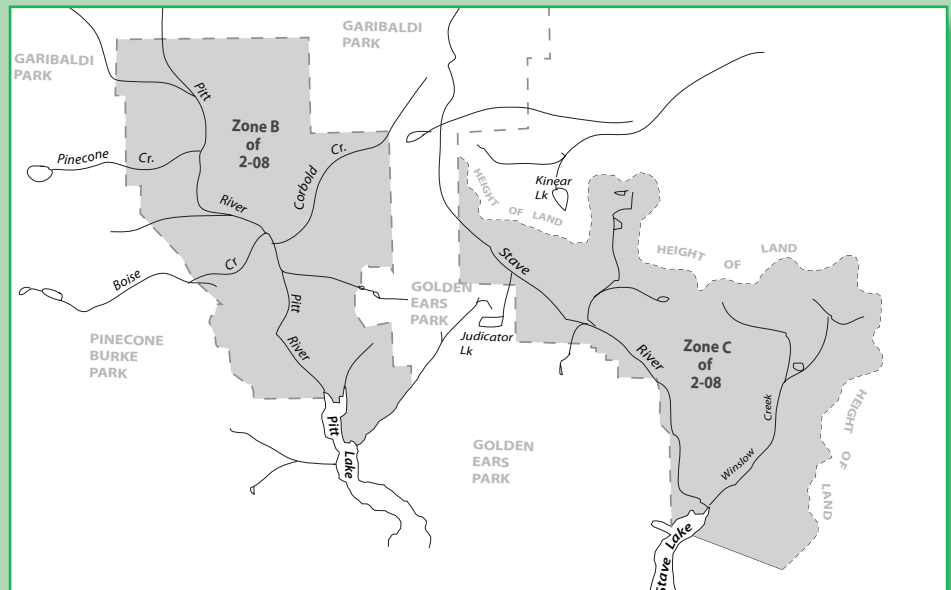 GARIBALDI
PARK
GARIBALDI
PARK
Pitt
Zone B
of
2-08
Pinecone Cr.
Corbold Cr.
River
Kinear
Lk
HEIGHT OF LAND
HEIGHT OF LAND
Stave
Boise Cr
Pitt
River
GOLDEN
EARS
PARK
Judicator
Lk
PINECONE
BURKE
PARK
River
Zone C
of
2-08
Winslow Creek
HEIGHT OF LAND
Pitt Lake
GOLDEN
EARS
PARK
Stave Lake